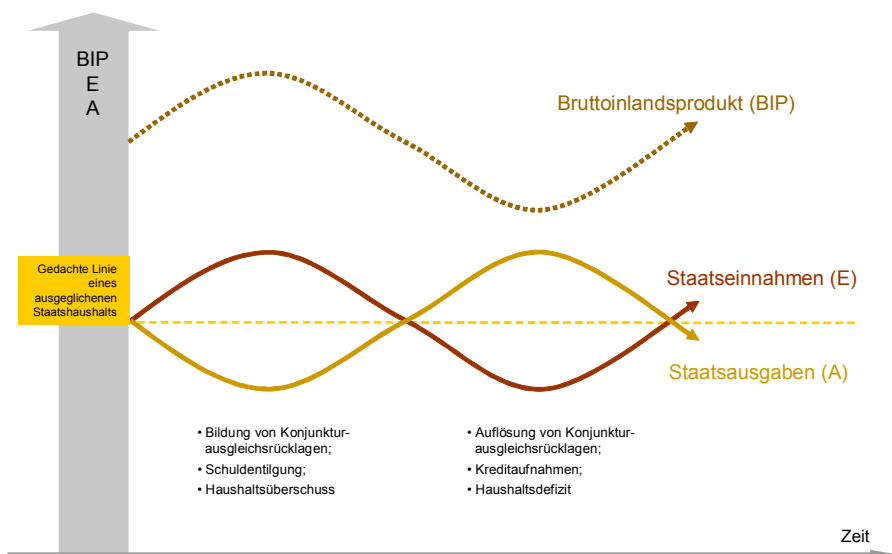 BIP
E
A
Bruttoinlandsprodukt (BIP)
Gedachte Linie
eines
ausgeglichenen
Staatshaushalts
Staatseinnahmen (E)
Staatsausgaben (A)
• Bildung von Konjunktur-
ausgleichsrücklagen;
• Schuldentilgung;
• Haushaltsüberschuss
• Auflösung von Konjunktur-
ausgleichsrücklagen;
• Kreditaufnahmen;
• Haushaltsdefizit
Zeit